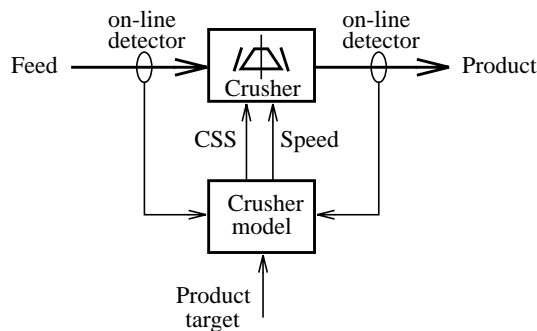 on-line
detector
on-line
detector
Feed
Crusher
Product
CSS
Speed
Crusher
model
Product
target